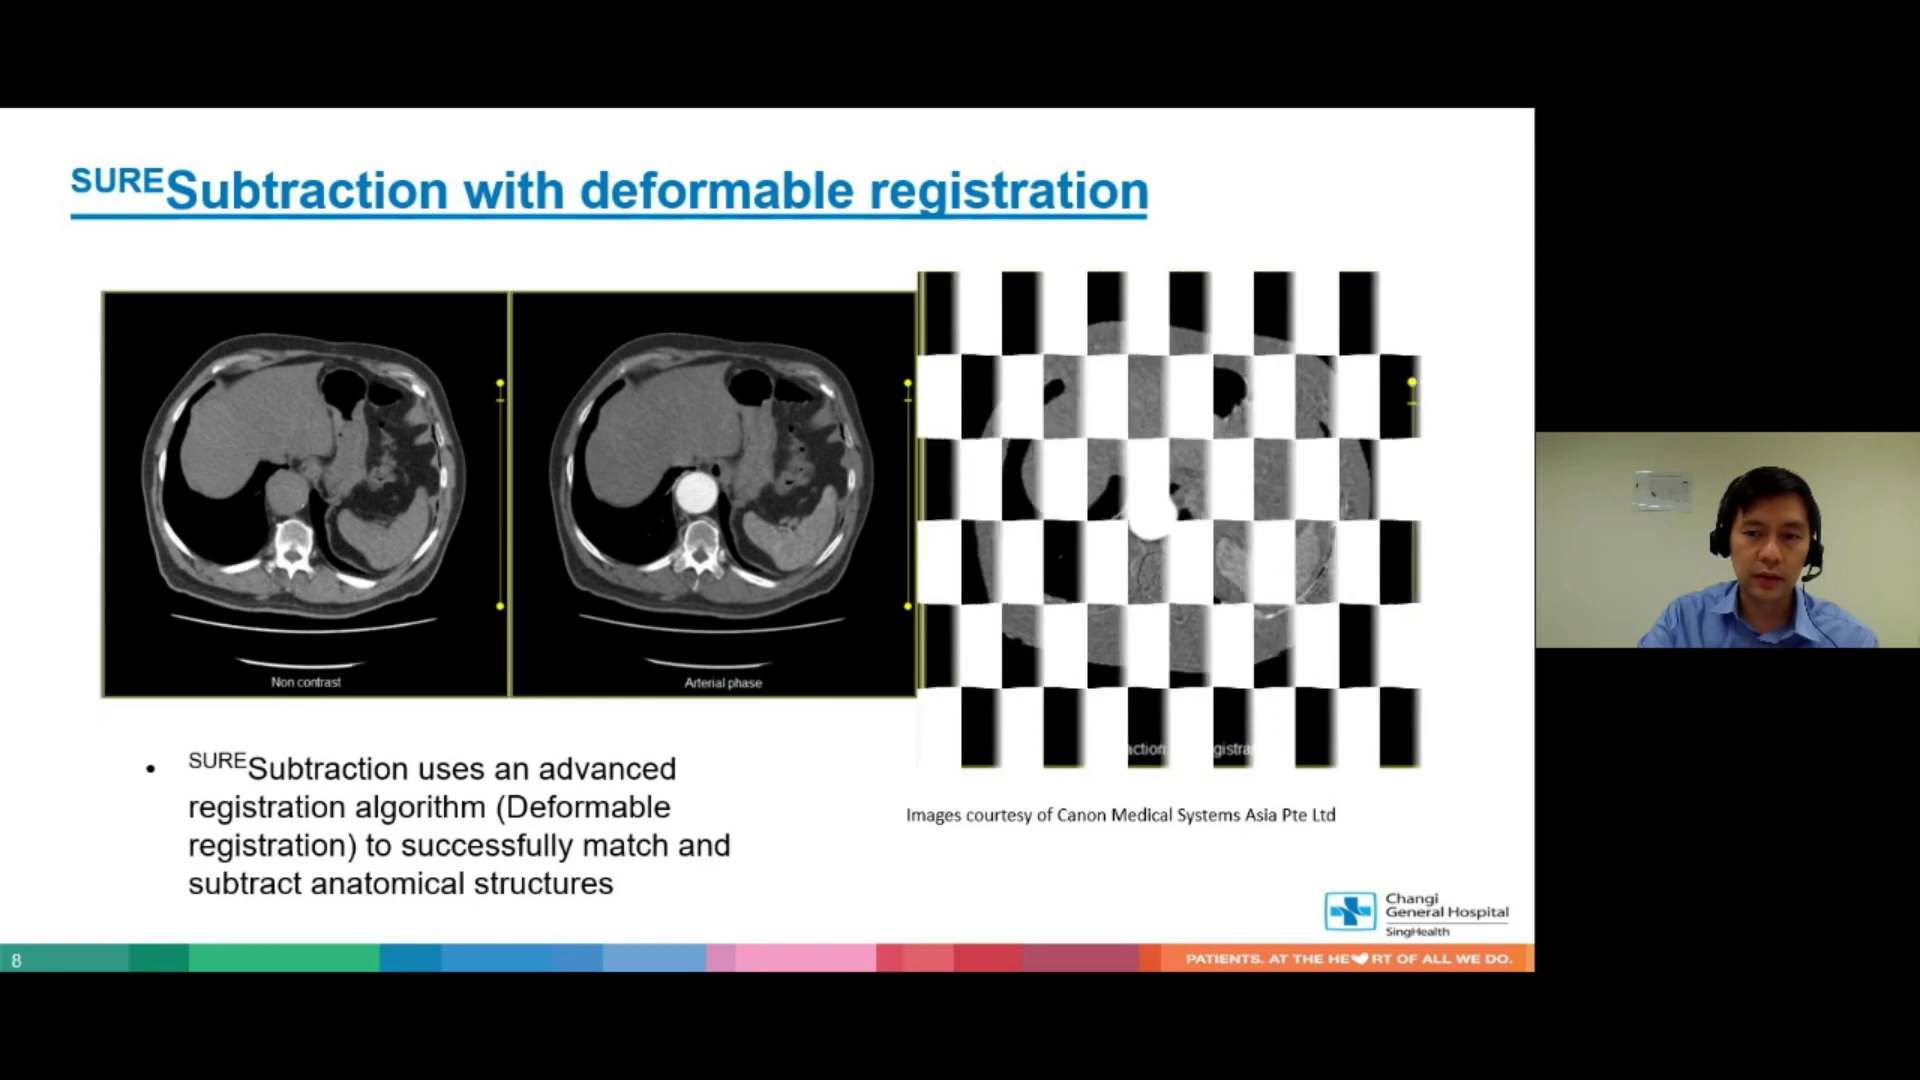 SURESubtraction with deformable registration
Non contrast
Arterial phase
• SURESubtraction uses an advanced
registration algorithm (Deformable
registration) to successfully match and
subtract anatomical structures
Images courtesy of Canon Medical Systems Asia Pte Ltd
Changi
General Hospital
SingHealth
8
PATIENTS. AT THE HE♥RT OF ALL WE DO.